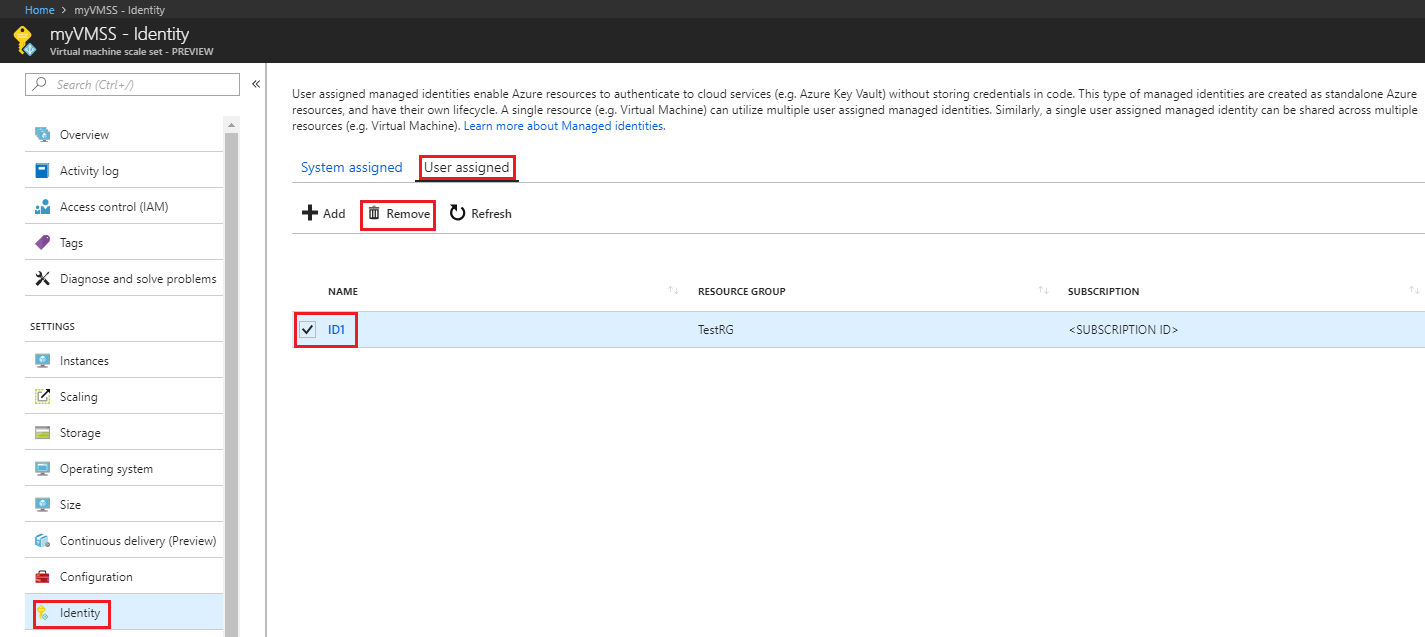 Home > myVMSS - Identity
myVMSS - Identity
Virtual machine scale set - PREVIEW
Search (Ctrl+/)
«
Overview
Activity log
Access control (IAM)
Tags
Diagnose and solve problems
SETTINGS
Instances
Scaling
Storage
Operating system
Size
Continuous delivery (Preview)
Configuration
Identity
User assigned managed identities enable Azure resources to authenticate to cloud services (e.g. Azure Key Vault) without storing credentials in code. This type of managed identities are created as standalone Azure
resources, and have their own lifecycle. A single resource (e.g. Virtual Machine) can utilize multiple user assigned managed identities. Similarly, a single user assigned managed identity can be shared across multiple
resources (e.g. Virtual Machine). Learn more about Managed identities.
System assigned User assigned
Add Remove Refresh
NAME RESOURCE GROUP SUBSCRIPTION
ID1 TestRG <SUBSCRIPTION ID>